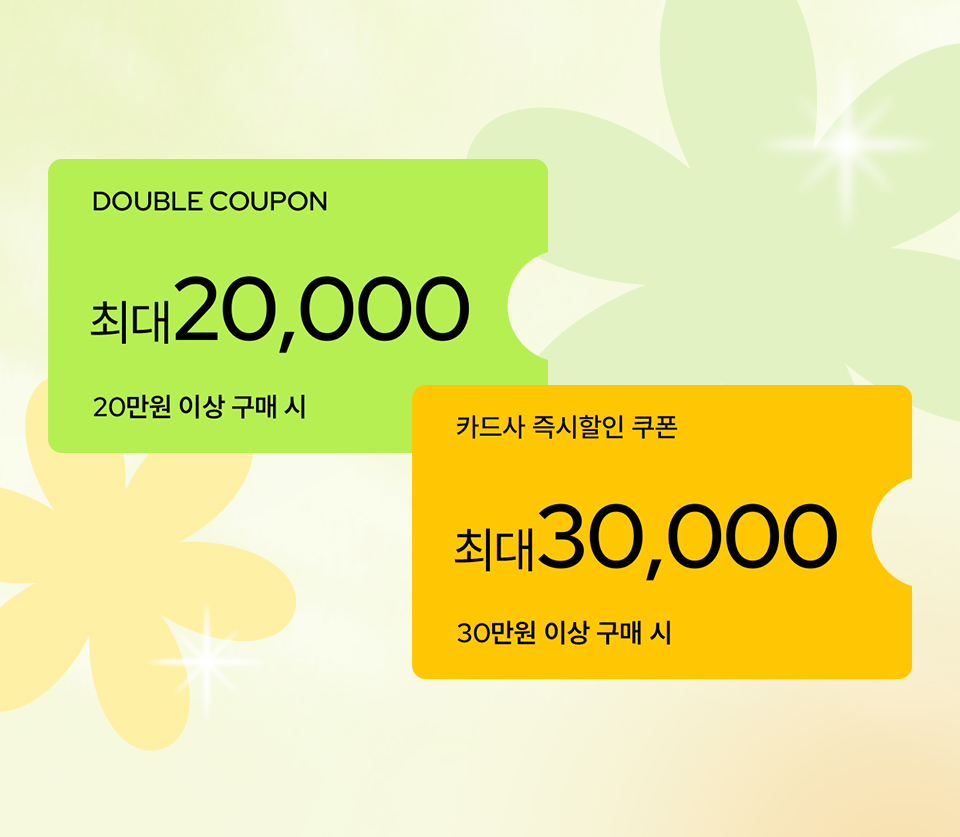 DOUBLE COUPON
최대20,000
20만원 이상 구매 시
카드사 즉시할인 쿠폰
최대30,000
30만원 이상 구매 시